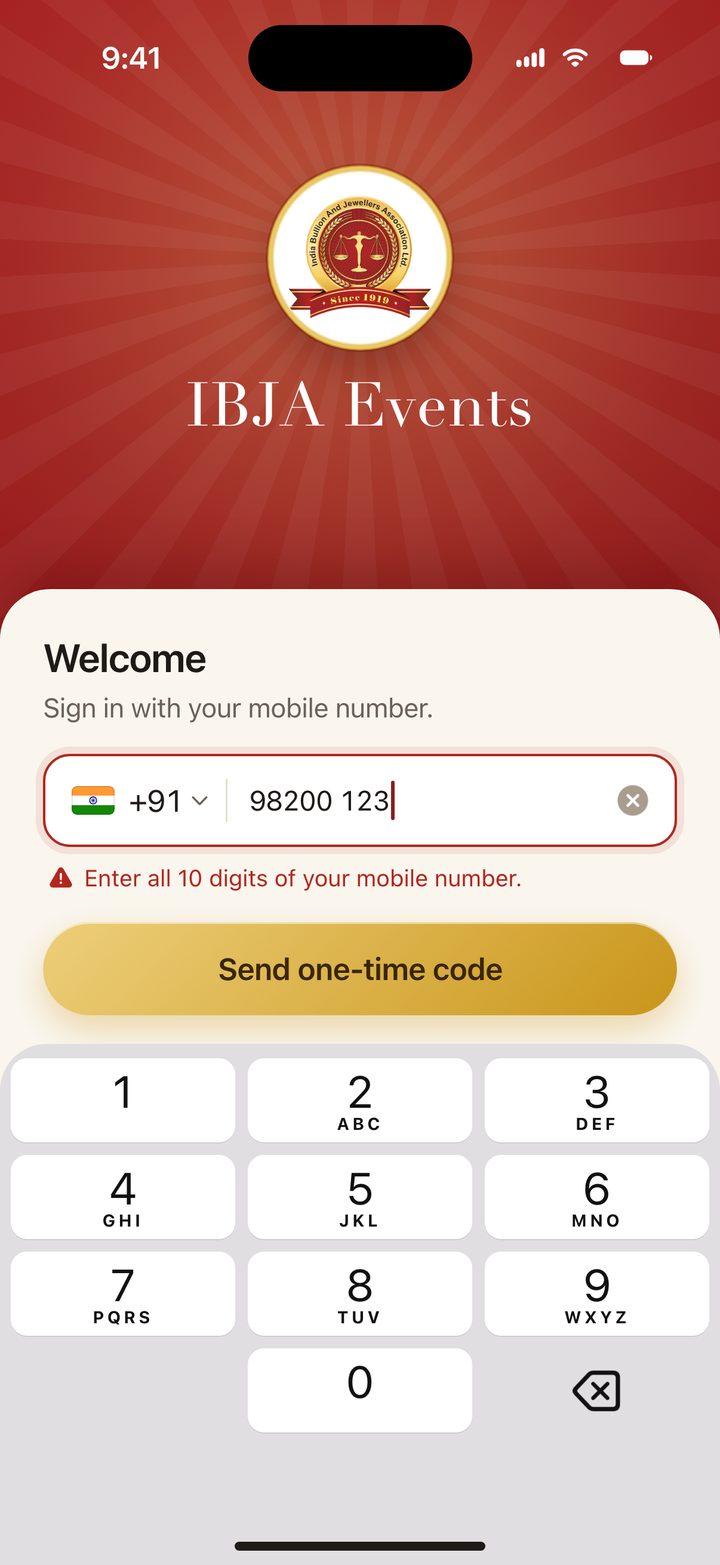 9:41
India Bullion And Jewellers Association Ltd.
Since 1919
IBJA Events
Welcome
Sign in with your mobile number.
+91 98200 123
Enter all 10 digits of your mobile number.
Send one-time code
1 2 3
ABC DEF
4 5 6
GHI JKL MNO
7 8 9
PQRS TUV WXYZ
0